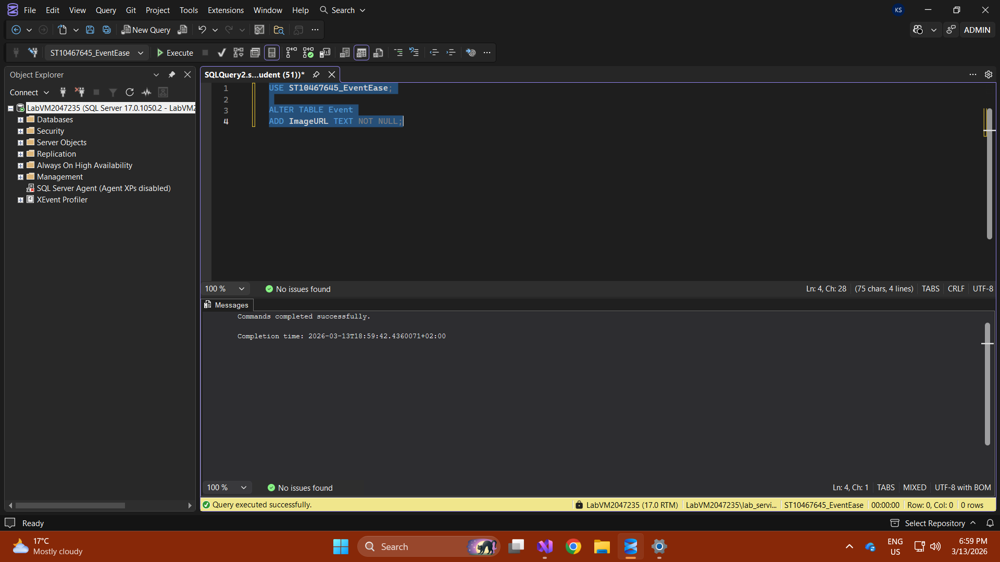 File Edit View Query Git Project Tools Extensions Window Help Search KS
New Query ADMIN
ST10467645_EventEase Execute
Object Explorer
Connect
LabVM2047235 (SQL Server 17.0.1050.2 - LabVM2
Databases
Security
Server Objects
Replication
Always On High Availability
Management
SQL Server Agent (Agent XPs disabled)
XEvent Profiler
SQLQuery2.s...udent (51))*
1 USE ST10467645_EventEase;
2
3 ALTER TABLE Event
4 ADD ImageURL TEXT NOT NULL;
100 % No issues found Ln: 4, Ch: 28 (75 chars, 4 lines) TABS CRLF UTF-8
Messages
Commands completed successfully.
Completion time: 2026-03-13T18:59:42.4360071+02:00
100 % No issues found Ln: 4, Ch: 1 TABS MIXED UTF-8 with BOM
Query executed successfully. LabVM2047235 (17.0 RTM) LabVM2047235\lab_servi... ST10467645_EventEase 00:00:00 Row: 0, Col: 0 0 rows
Ready Select Repository
17°C
Mostly cloudy
Search
ENG
US
6:59 PM
3/13/2026